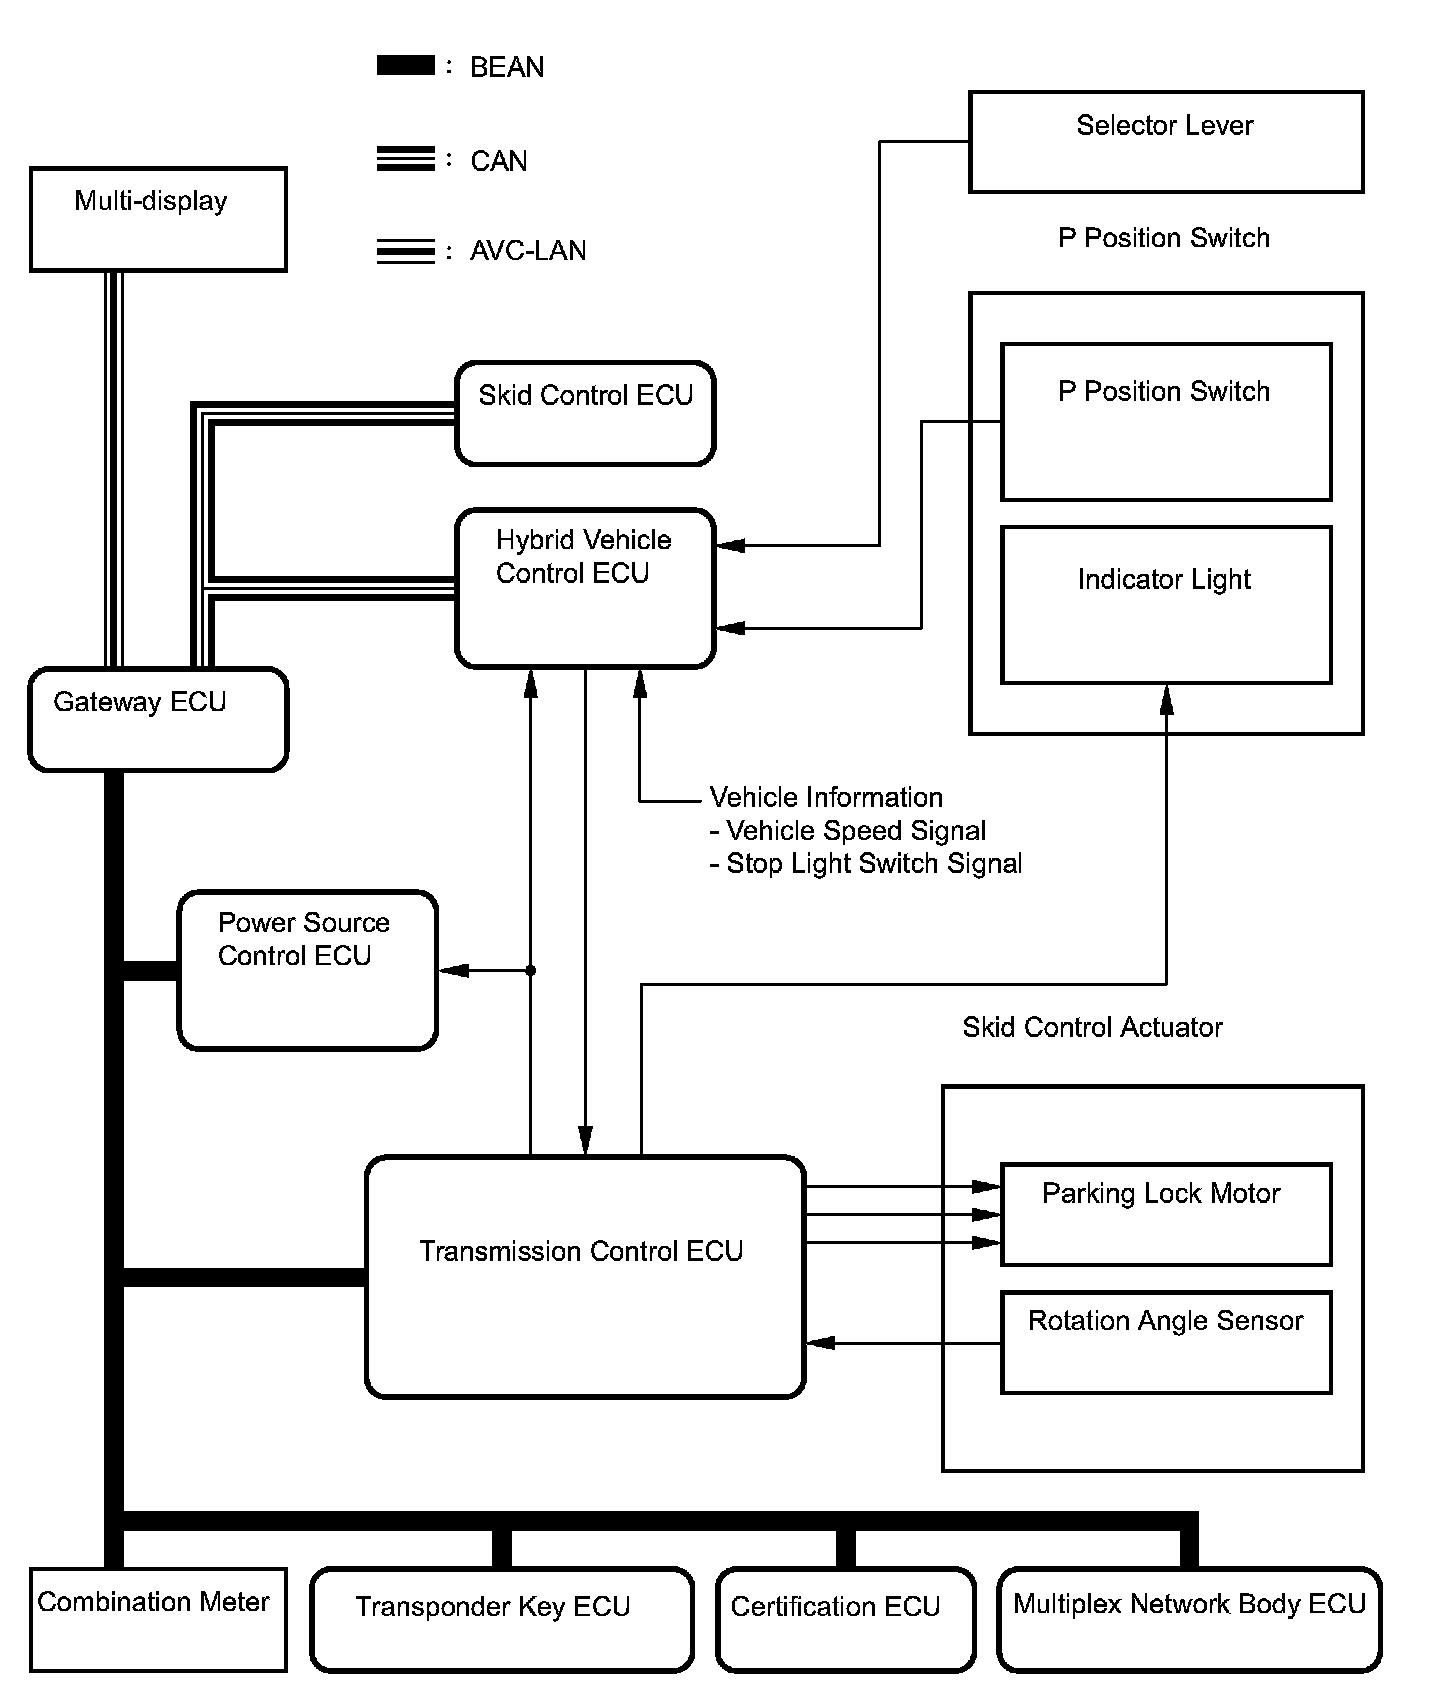 : BEAN
: CAN
: AVC-LAN
Selector Lever
Multi-display
P Position Switch
Skid Control ECU
P Position Switch
Hybrid Vehicle
Control ECU
Indicator Light
Gateway ECU
Vehicle Information
- Vehicle Speed Signal
- Stop Light Switch Signal
Power Source
Control ECU
Skid Control Actuator
Parking Lock Motor
Transmission Control ECU
Rotation Angle Sensor
Combination Meter
Transponder Key ECU
Certification ECU
Multiplex Network Body ECU